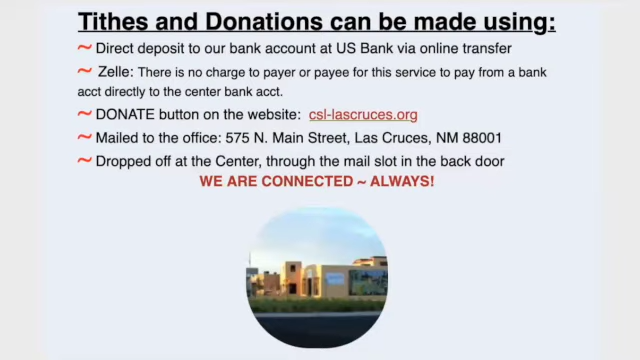 Tithes and Donations can be made using:
~ Direct deposit to our bank account at US Bank via online transfer
~ Zelle: There is no charge to payer or payee for this service to pay from a bank
acct directly to the center bank acct.
~ DONATE button on the website: csl-lascruces.org
~ Mailed to the office: 575 N. Main Street, Las Cruces, NM 88001
~ Dropped off at the Center, through the mail slot in the back door
WE ARE CONNECTED ~ ALWAYS!